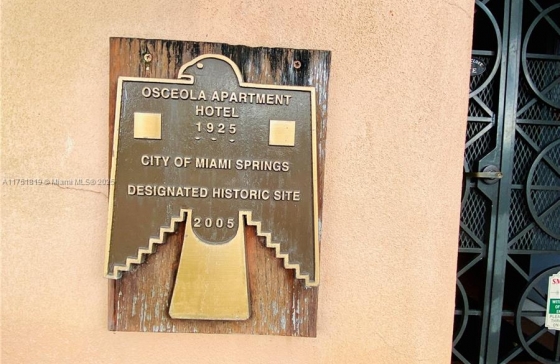 OSCEOLA APARTMENT
HOTEL
1925
CITY OF MIAMI SPRINGS
DESIGNATED HISTORIC SITE
2005